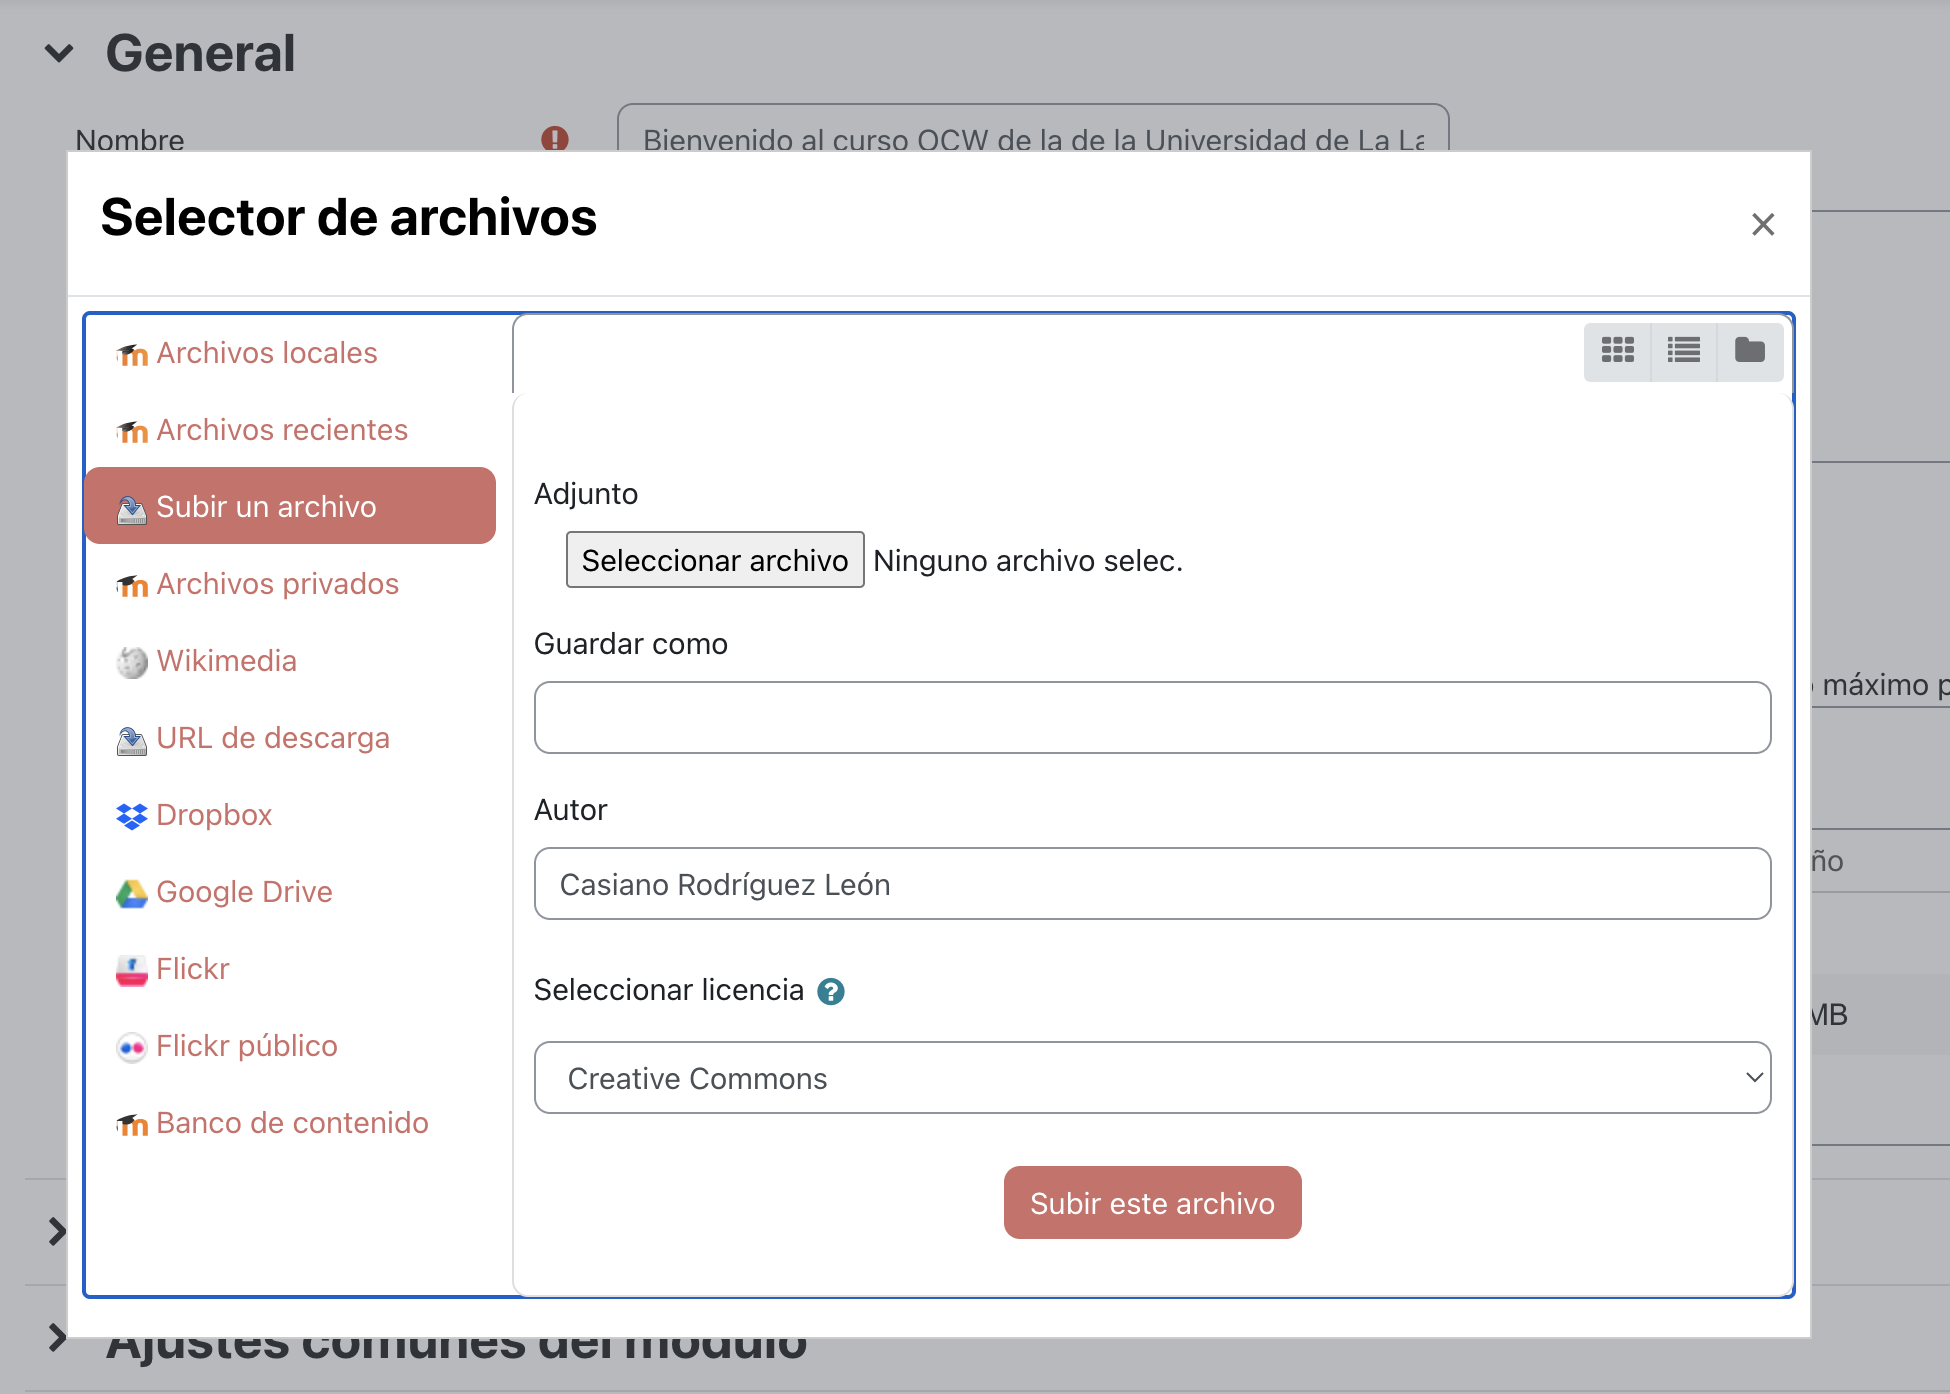 General
Nombre
Bienvenido al curso OCW de la de la Universidad de La
Selector de archivos
Archivos locales
Archivos recientes
Subir un archivo
Archivos privados
Wikimedia
URL de descarga
Dropbox
Google Drive
Flickr
Flickr público
Banco de contenido
Adjunto
Seleccionar archivo Ninguno archivo selec.
Guardar como
Autor
Casiano Rodríguez León
Seleccionar licencia
Creative Commons
Subir este archivo
máximo p
ño
MB
Ajustes comunes del módulo